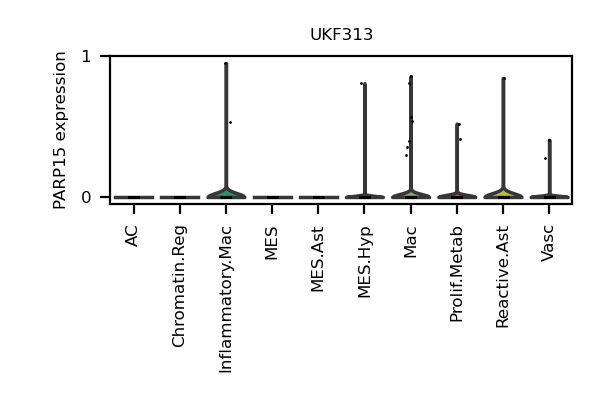 UKF313
PARP15 expression
1
0
AC
Chromatin.Reg
Inflammatory.Mac
MES
MES.Ast
MES.Hyp
Mac
Prolif.Metab
Reactive.Ast
Vasc